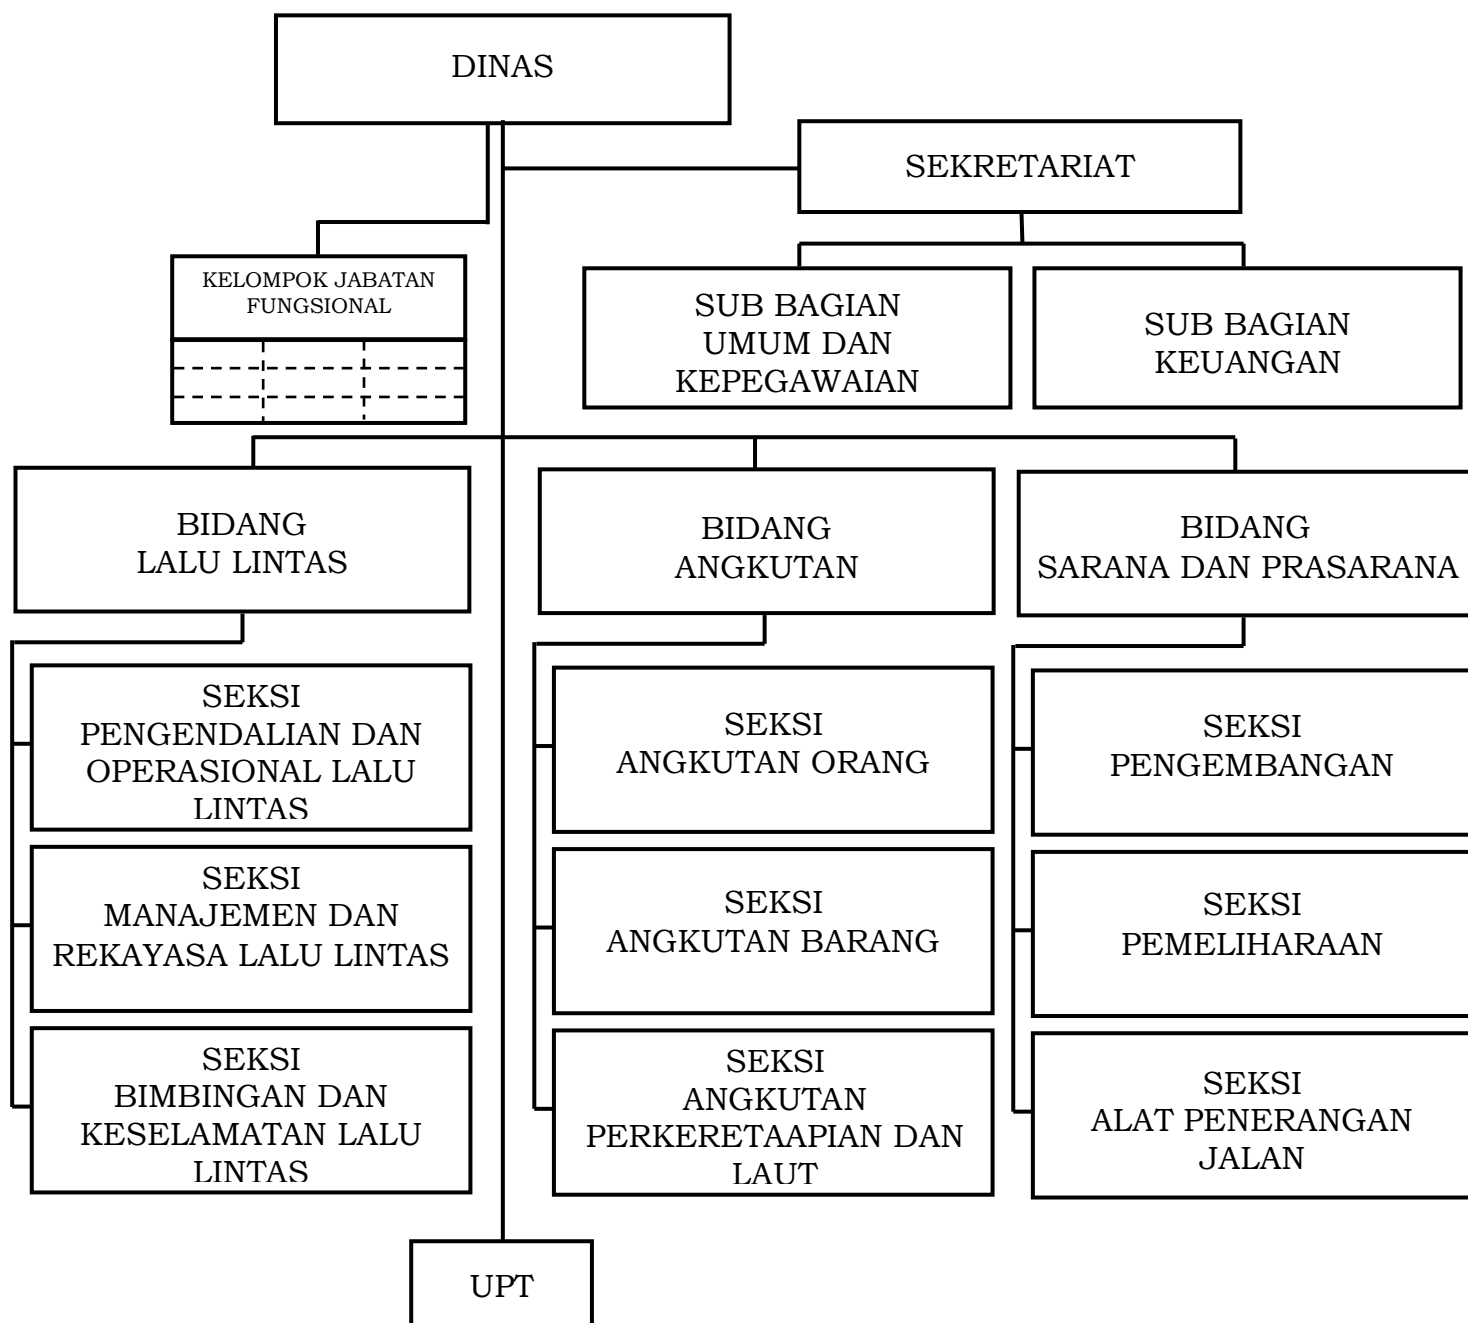 DINAS
SEKRETARIAT
KELOMPOK JABATAN
FUNGSIONAL
SUB BAGIAN
UMUM DAN
KEPEGAWAIAN
SUB BAGIAN
KEUANGAN
BIDANG
LALU LINTAS
BIDANG
ANGKUTAN
BIDANG
SARANA DAN PRASARANA
SEKSI
PENGENDALIAN DAN
OPERASIONAL LALU
LINTAS
SEKSI
ANGKUTAN ORANG
SEKSI
PENGEMBANGAN
SEKSI
MANAJEMEN DAN
REKAYASA LALU LINTAS
SEKSI
ANGKUTAN BARANG
SEKSI
PEMELIHARAAN
SEKSI
BIMBINGAN DAN
KESELAMATAN LALU
LINTAS
SEKSI
ANGKUTAN
PERKERETAAPIAN DAN
LAUT
SEKSI
ALAT PENERANGAN
JALAN
UPT